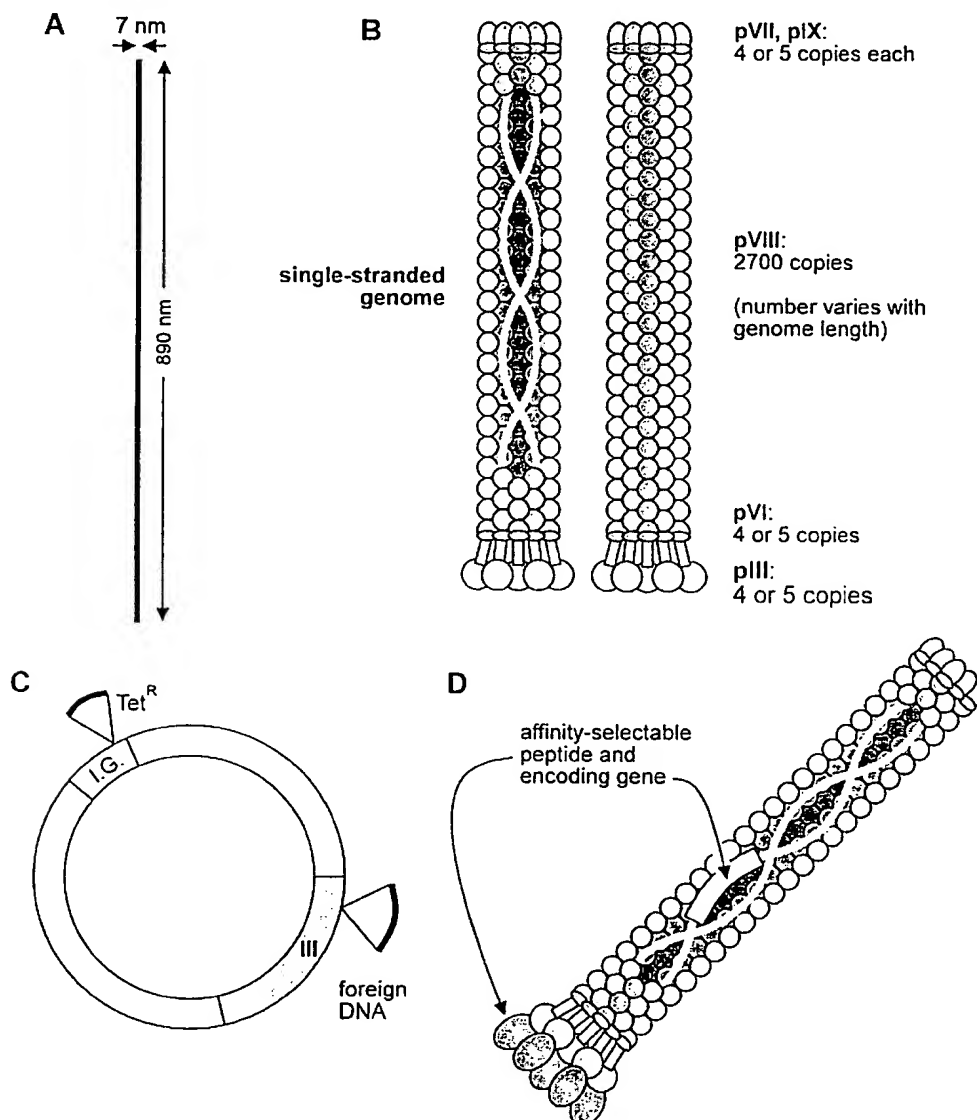 A
7 nm
890 nm
B
single-stranded
genome
pVII, pIX:
4 or 5 copies each
pVIII:
2700 copies
(number varies with
genome length)
pVI:
4 or 5 copies
pIII:
4 or 5 copies
C
Tet^R
I.G.
III
foreign
DNA
D
affinity-selectable
peptide and
encoding gene